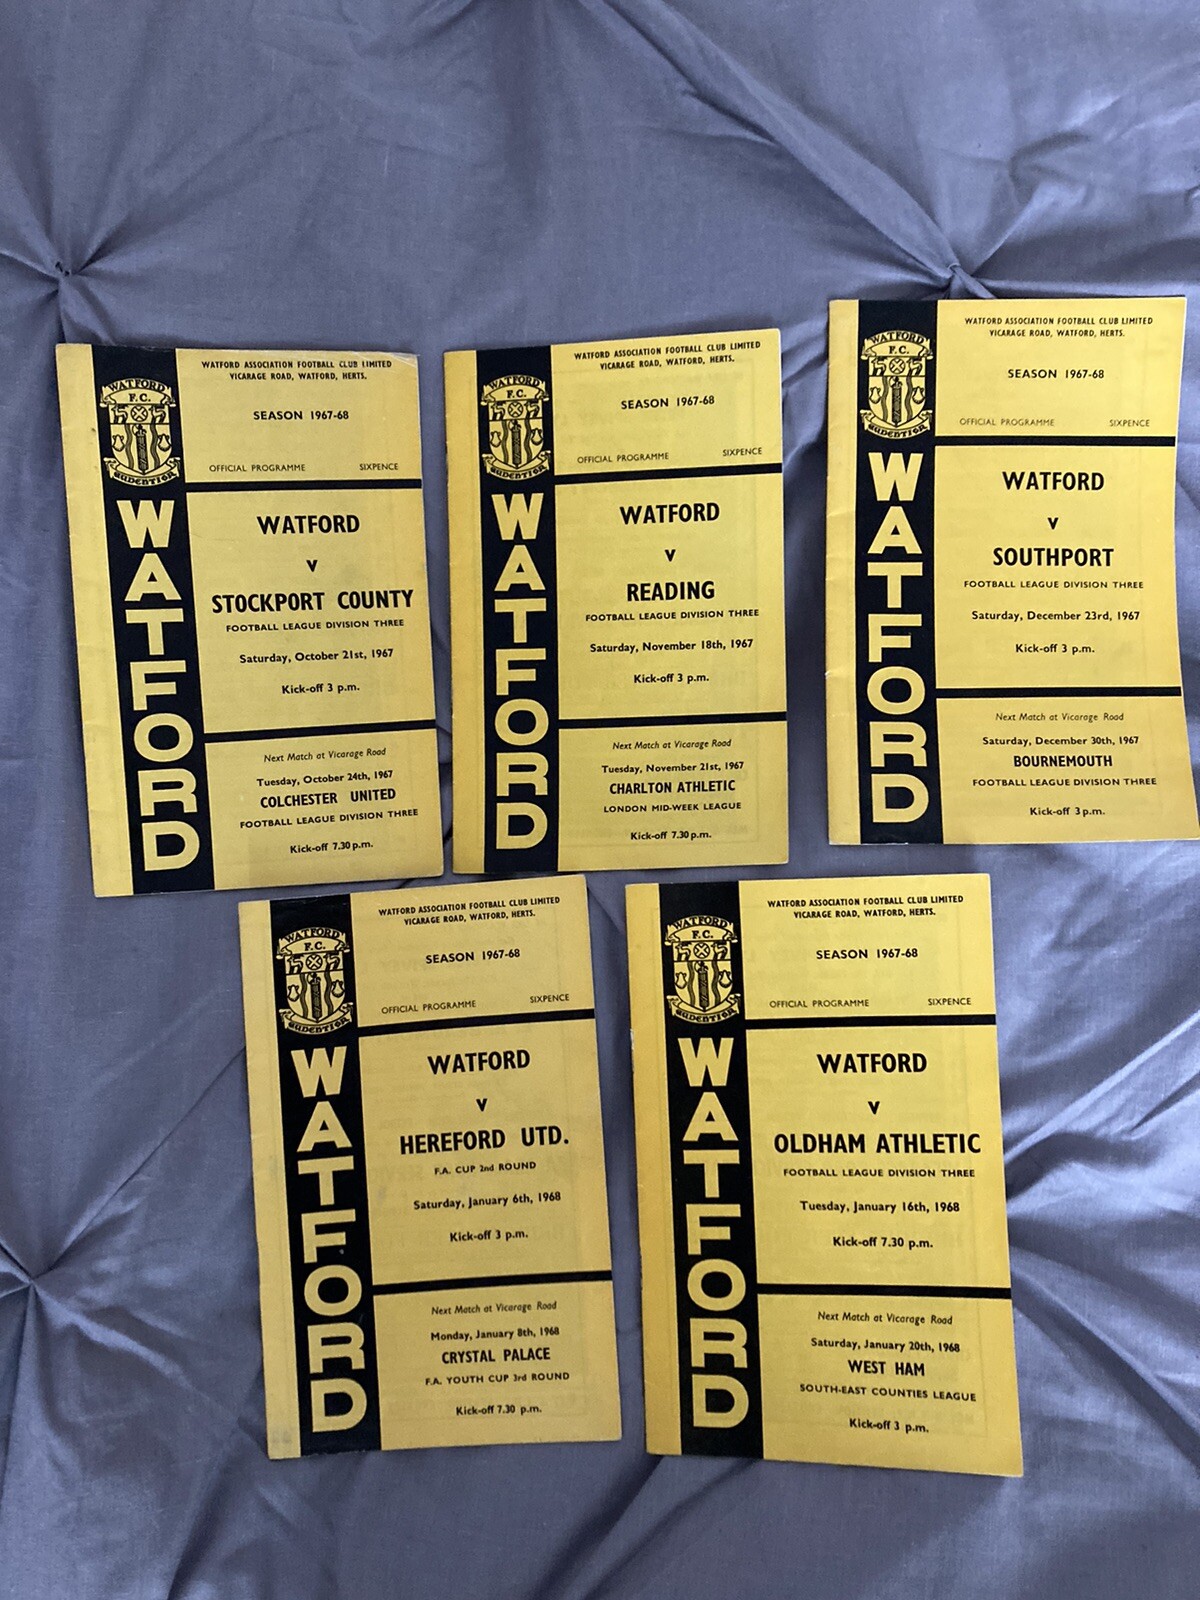 WATFORD ASSOCIATION FOOTBALL CLUB LIMITED
VICARAGE ROAD, WATFORD, HERTS.
WATFORD
F.C.
AUDENTIOR
SEASON 1967-68
OFFICIAL PROGRAMME SIXPENCE
WATFORD
WATFORD
v
STOCKPORT COUNTY
FOOTBALL LEAGUE DIVISION THREE
Saturday, October 21st, 1967
Kick-off 3 p.m.
Next Match at Vicarage Road
Tuesday, October 24th, 1967
COLCHESTER UNITED
FOOTBALL LEAGUE DIVISION THREE
Kick-off 7.30 p.m.
WATFORD ASSOCIATION FOOTBALL CLUB LIMITED
VICARAGE ROAD, WATFORD, HERTS.
WATFORD
F.C.
AUDENTIOR
SEASON 1967-68
OFFICIAL PROGRAMME SIXPENCE
WATFORD
WATFORD
v
READING
FOOTBALL LEAGUE DIVISION THREE
Saturday, November 18th, 1967
Kick-off 3 p.m.
Next Match at Vicarage Road
Tuesday, November 21st, 1967
CHARLTON ATHLETIC
LONDON MID-WEEK LEAGUE
Kick-off 7.30 p.m.
WATFORD ASSOCIATION FOOTBALL CLUB LIMITED
VICARAGE ROAD, WATFORD, HERTS.
WATFORD
F.C.
AUDENTIOR
SEASON 1967-68
OFFICIAL PROGRAMME SIXPENCE
WATFORD
WATFORD
v
SOUTHPORT
FOOTBALL LEAGUE DIVISION THREE
Saturday, December 23rd, 1967
Kick-off 3 p.m.
Next Match at Vicarage Road
Saturday, December 30th, 1967
BOURNEMOUTH
FOOTBALL LEAGUE DIVISION THREE
Kick-off 3 p.m.
WATFORD ASSOCIATION FOOTBALL CLUB LIMITED
VICARAGE ROAD, WATFORD, HERTS.
WATFORD
F.C.
AUDENTIOR
SEASON 1967-68
OFFICIAL PROGRAMME SIXPENCE
WATFORD
WATFORD
v
HEREFORD UTD.
F.A. CUP 2nd ROUND
Saturday, January 6th, 1968
Kick-off 3 p.m.
Next Match at Vicarage Road
Monday, January 8th, 1968
CRYSTAL PALACE
F.A. YOUTH CUP 3rd ROUND
Kick-off 7.30 p.m.
WATFORD ASSOCIATION FOOTBALL CLUB LIMITED
VICARAGE ROAD, WATFORD, HERTS.
WATFORD
F.C.
AUDENTIOR
SEASON 1967-68
OFFICIAL PROGRAMME SIXPENCE
WATFORD
WATFORD
v
OLDHAM ATHLETIC
FOOTBALL LEAGUE DIVISION THREE
Tuesday, January 16th, 1968
Kick-off 7.30 p.m.
Next Match at Vicarage Road
Saturday, January 20th, 1968
WEST HAM
SOUTH-EAST COUNTIES LEAGUE
Kick-off 3 p.m.